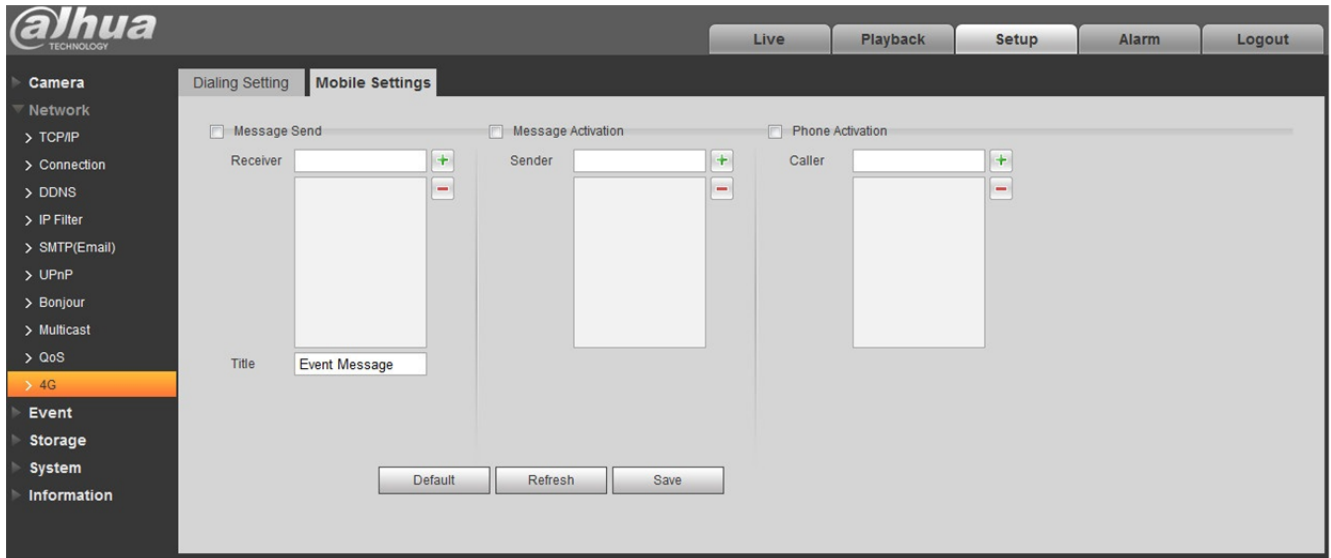 alhua
TECHNOLOGY
Live Playback Setup Alarm Logout
Camera
Network
TCP/IP
Connection
DDNS
IP Filter
SMTP(Email)
UPnP
Bonjour
Multicast
QoS
4G
Event
Storage
System
Information
Dialing Setting Mobile Settings
Message Send Message Activation Phone Activation
Receiver Sender Caller
Title Event Message
Default Refresh Save